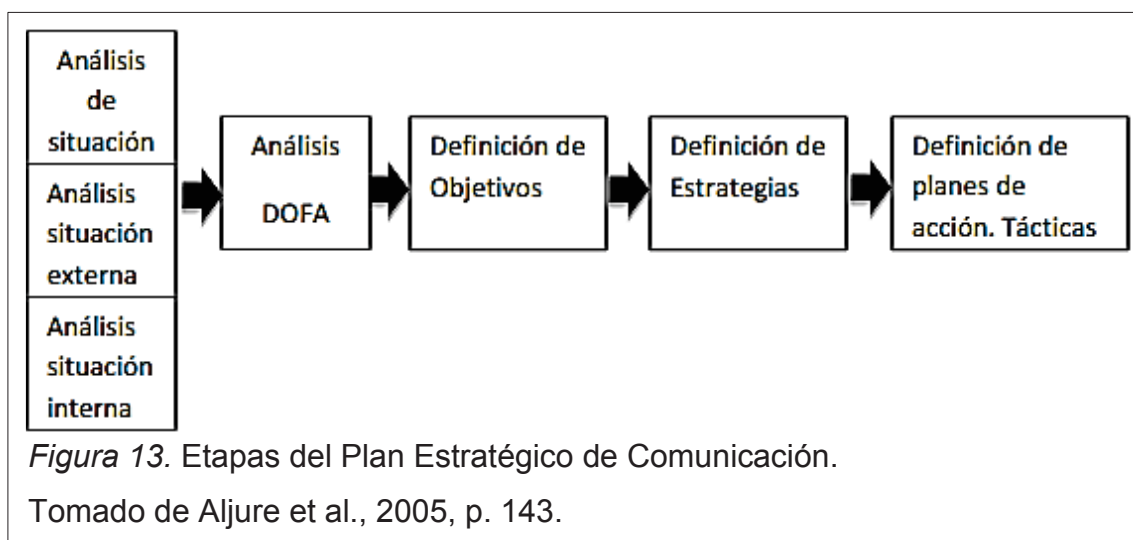 Análisis
de
situación
Análisis
situación
externa
Análisis
situación
interna
Análisis
DOFA
Definición de
Objetivos
Definición de
Estrategias
Definición de
planes de
acción. Tácticas
Figura 13. Etapas del Plan Estratégico de Comunicación.
Tomado de Aljure et al., 2005, p. 143.